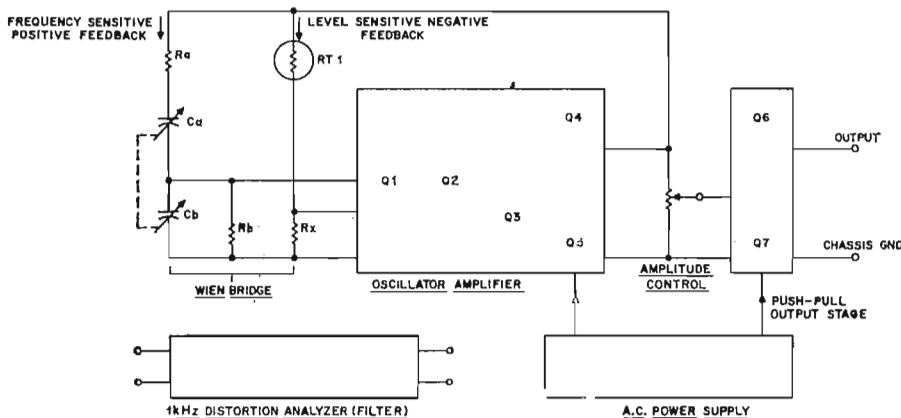 FREQUENCY SENSITIVE
POSITIVE FEEDBACK
LEVEL SENSITIVE NEGATIVE
FEEDBACK
Ra
RT 1
Ca
Q4
Q6
OUTPUT
Q1
Q2
Cb
Rb
Rx
Q3
Q5
Q7
CHASSIS GND
WIEN BRIDGE
OSCILLATOR AMPLIFIER
AMPLITUDE
CONTROL
PUSH-PULL
OUTPUT STAGE
1kHz DISTORTION ANALYZER (FILTER)
A.C. POWER SUPPLY